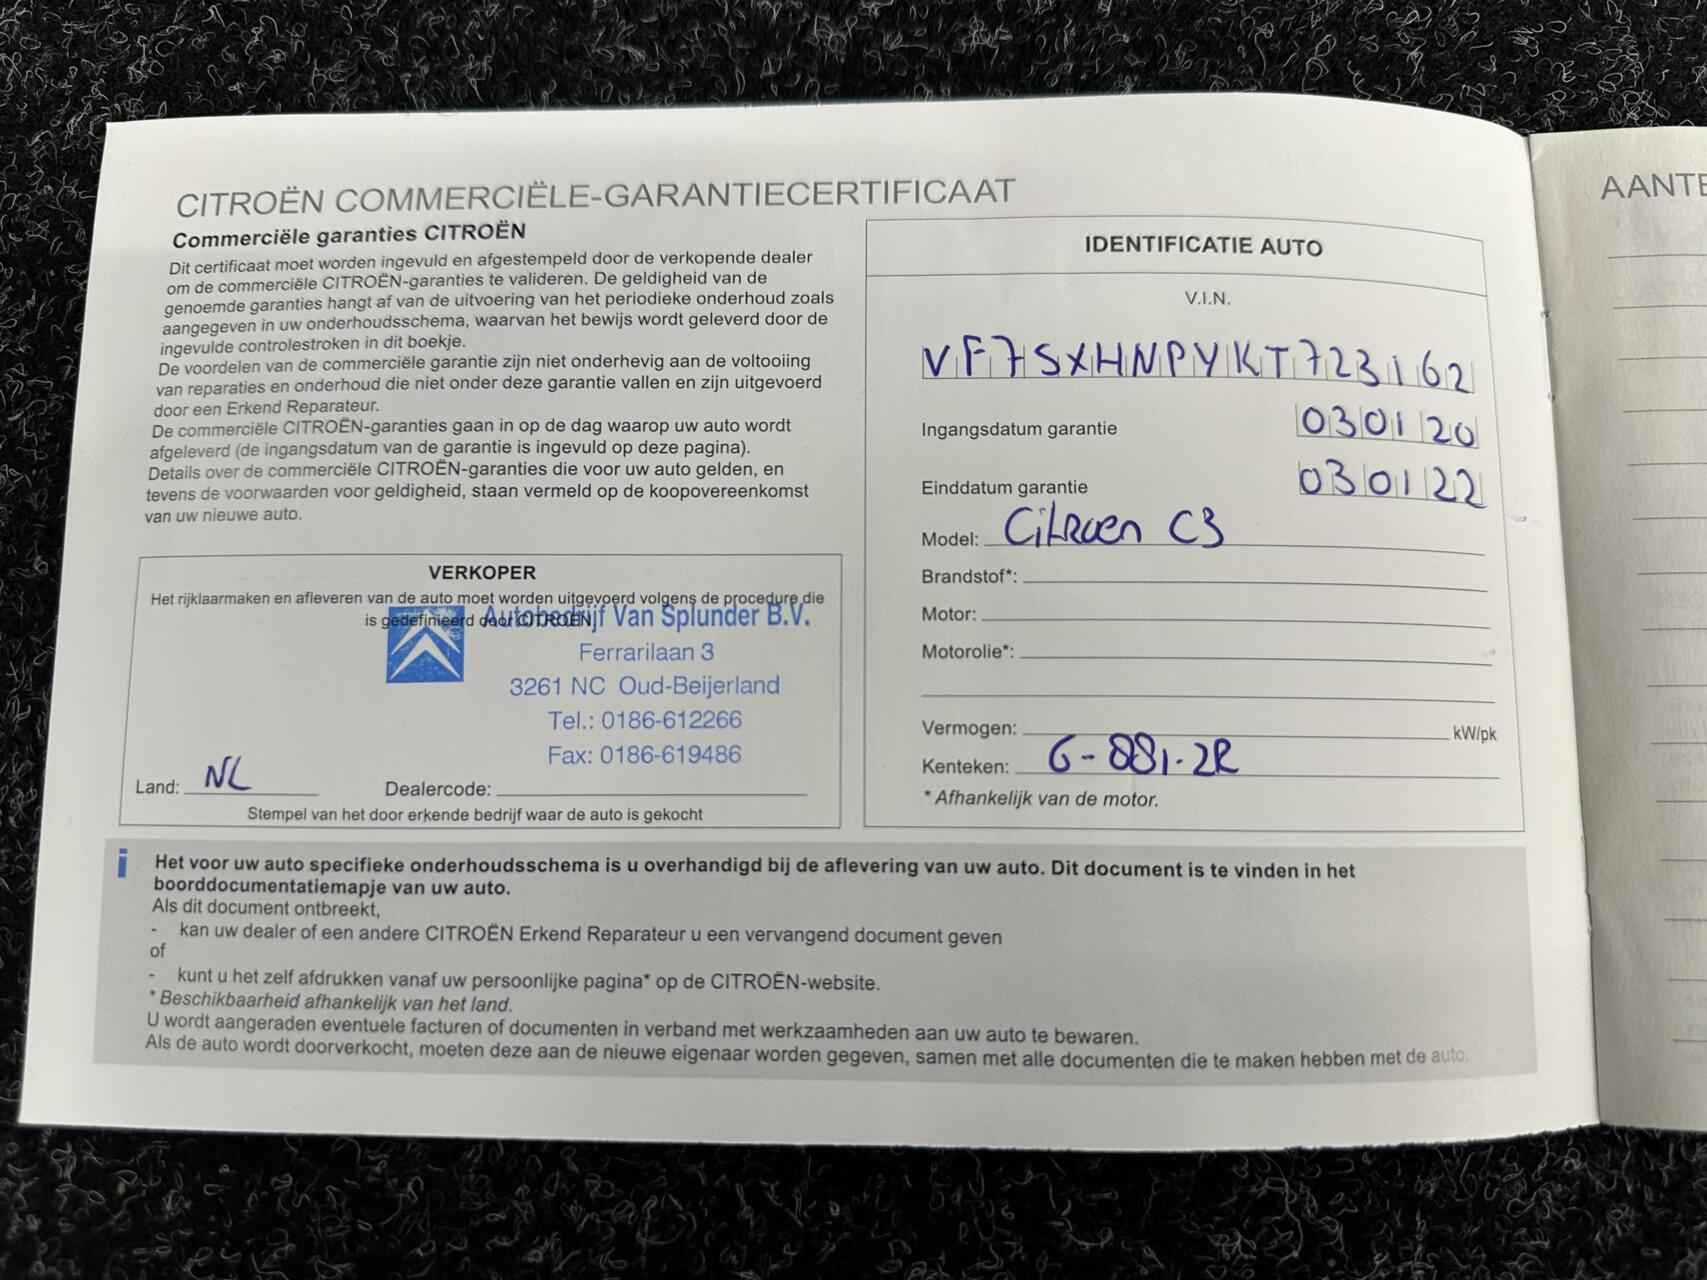 CITROËN COMMERCIËLE-GARANTIECERTIFICAAT
Commerciële garanties CITROËN
Dit certificaat moet worden ingevuld en afgestempeld door de verkopende dealer
om de commerciële CITROËN-garanties te valideren. De geldigheid van de
genoemde garanties hangt af van de uitvoering van het periodieke onderhoud zoals
aangegeven in uw onderhoudsschema, waarvan het bewijs wordt geleverd door de
ingevulde controlestroken in dit boekje.
De voordelen van de commerciële garantie zijn niet onderhevig aan de voltooiing
van reparaties en onderhoud die niet onder deze garantie vallen en zijn uitgevoerd
door een Erkend Reparateur.
De commerciële CITROËN-garanties gaan in op de dag waarop uw auto wordt
afgeleverd (de ingangsdatum van de garantie is ingevuld op deze pagina).
Details over de commerciële CITROËN-garanties die voor uw auto gelden, en
tevens de voorwaarden voor geldigheid, staan vermeld op de koopovereenkomst
van uw nieuwe auto.
VERKOPER
Het rijklaarmaken en afleveren van de auto moet worden uitgevoerd volgens de procedure die
is gedefinieerd door CITROËN
Autobedrijf Van Splunder B.V.
Ferrarilaan 3
3261 NC Oud-Beijerland
Tel.: 0186-612266
Fax: 0186-619486
Land: NL Dealercode:
Stempel van het door erkende bedrijf waar de auto is gekocht
IDENTIFICATIE AUTO
V.I.N.
VF7SXHNPYKT723162
Ingangsdatum garantie 030120
Einddatum garantie 030122
Model: Citroen C3
Brandstof*:
Motor:
Motorolie*:
Vermogen: kW/pk
Kenteken: G-881-ZR
* Afhankelijk van de motor.
i Het voor uw auto specifieke onderhoudsschema is u overhandigd bij de aflevering van uw auto. Dit document is te vinden in het
boorddocumentatiemapje van uw auto.
Als dit document ontbreekt,
- kan uw dealer of een andere CITROËN Erkend Reparateur u een vervangend document geven
of
- kunt u het zelf afdrukken vanaf uw persoonlijke pagina* op de CITROËN-website.
* Beschikbaarheid afhankelijk van het land.
U wordt aangeraden eventuele facturen of documenten in verband met werkzaamheden aan uw auto te bewaren.
Als de auto wordt doorverkocht, moeten deze aan de nieuwe eigenaar worden gegeven, samen met alle documenten die te maken hebben met de auto.
AANTE